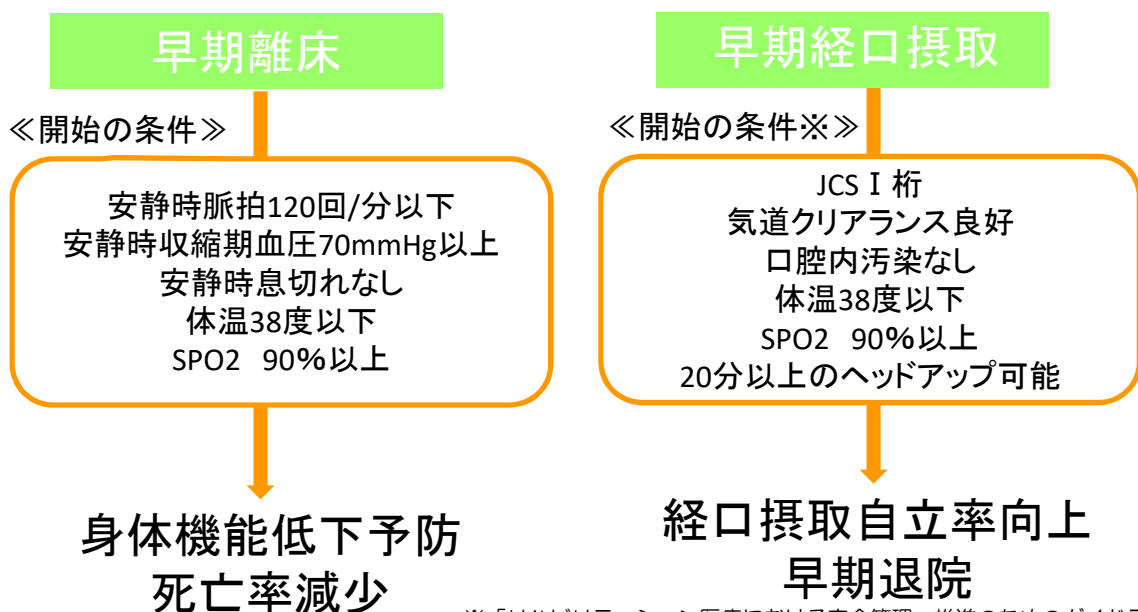 早期離床
≪開始の条件≫
安静時脈拍120回/分以下
安静時収縮期血圧70mmHg以上
安静時息切れなし
体温38度以下
SPO2 90%以上
身体機能低下予防
死亡率減少
早期経口摂取
≪開始の条件※≫
JCSⅠ桁
気道クリアランス良好
口腔内汚染なし
体温38度以下
SPO2 90%以上
20分以上のヘッドアップ可能
経口摂取自立率向上
早期退院